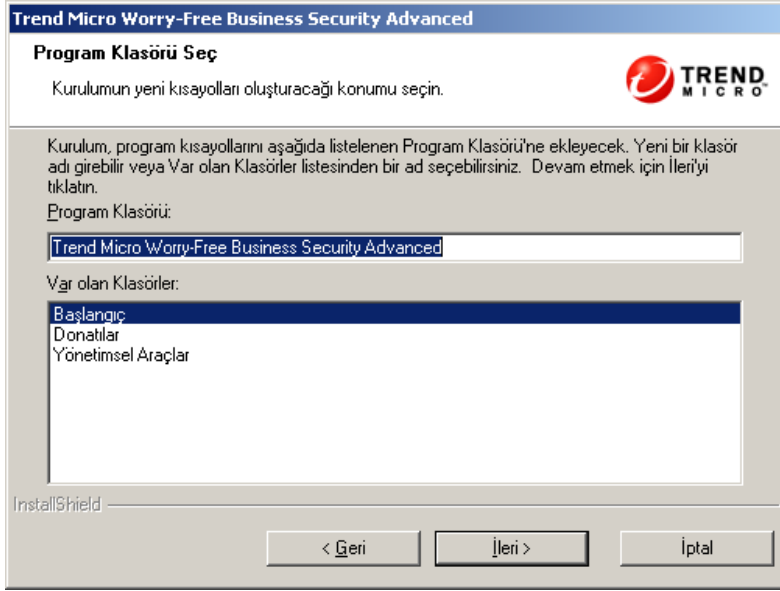 Trend Micro Worry-Free Business Security Advanced
Program Klasörü Seç
Kurulumun yeni kısayolları oluşturacağı konumu seçin.
TREND
MICRO
Kurulum, program kısayollarını aşağıda listelenen Program Klasörü'ne ekleyecek. Yeni bir klasör
adı girebilir veya Var olan Klasörler listesinden bir ad seçebilirsiniz.  Devam etmek için İleri'yi
tıklatın.
Program Klasörü:
Trend Micro Worry-Free Business Security Advanced
Var olan Klasörler:
Başlangıç
Donatılar
Yönetimsel Araçlar
InstallShield
< Geri
İleri >
İptal